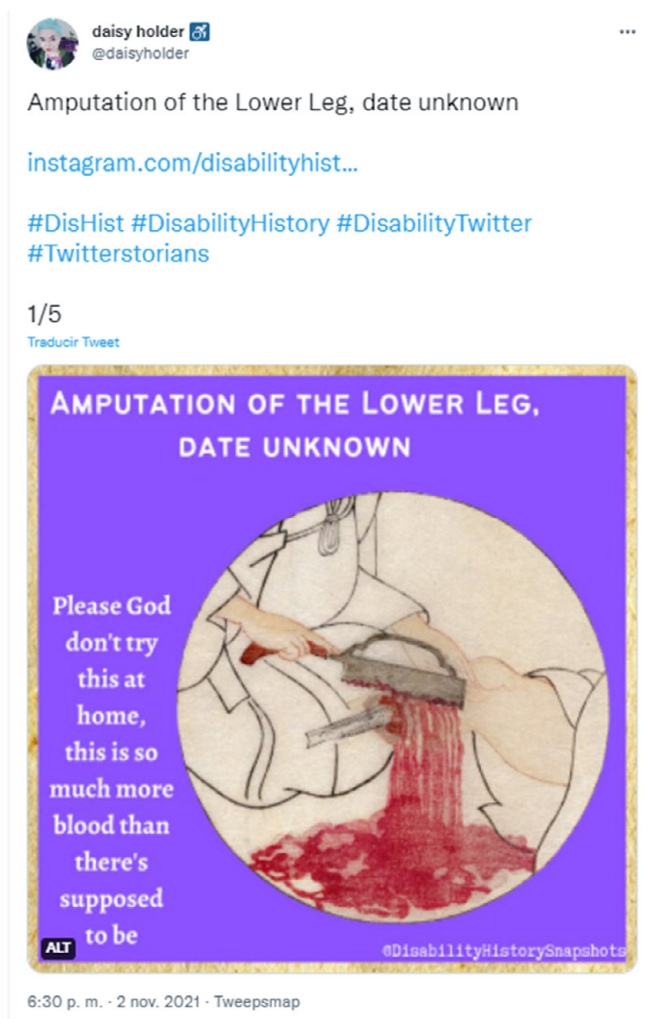 daisy holder
@daisyholder
Amputation of the Lower Leg, date unknown
instagram.com/disabilityhist...
#DisHist #DisabilityHistory #DisabilityTwitter
#Twitterstorians
1/5
Traducir Tweet
AMPUTATION OF THE LOWER LEG,
DATE UNKNOWN
Please God
don't try
this at
home,
this is so
much more
blood than
there's
supposed
to be
ALT
@DisabilityHistorySnapshots
6:30 p. m. · 2 nov. 2021 · Tweepsmap